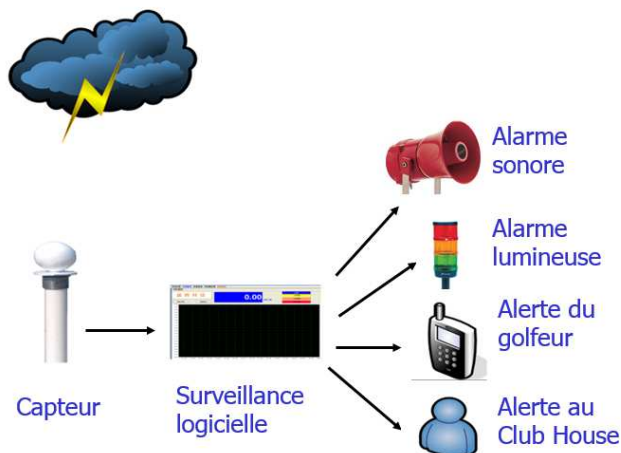 Alarme
sonore
Alarme
lumineuse
Alerte du
golfeur
0.00
Capteur
Surveillance
logicielle
Alerte au
Club House